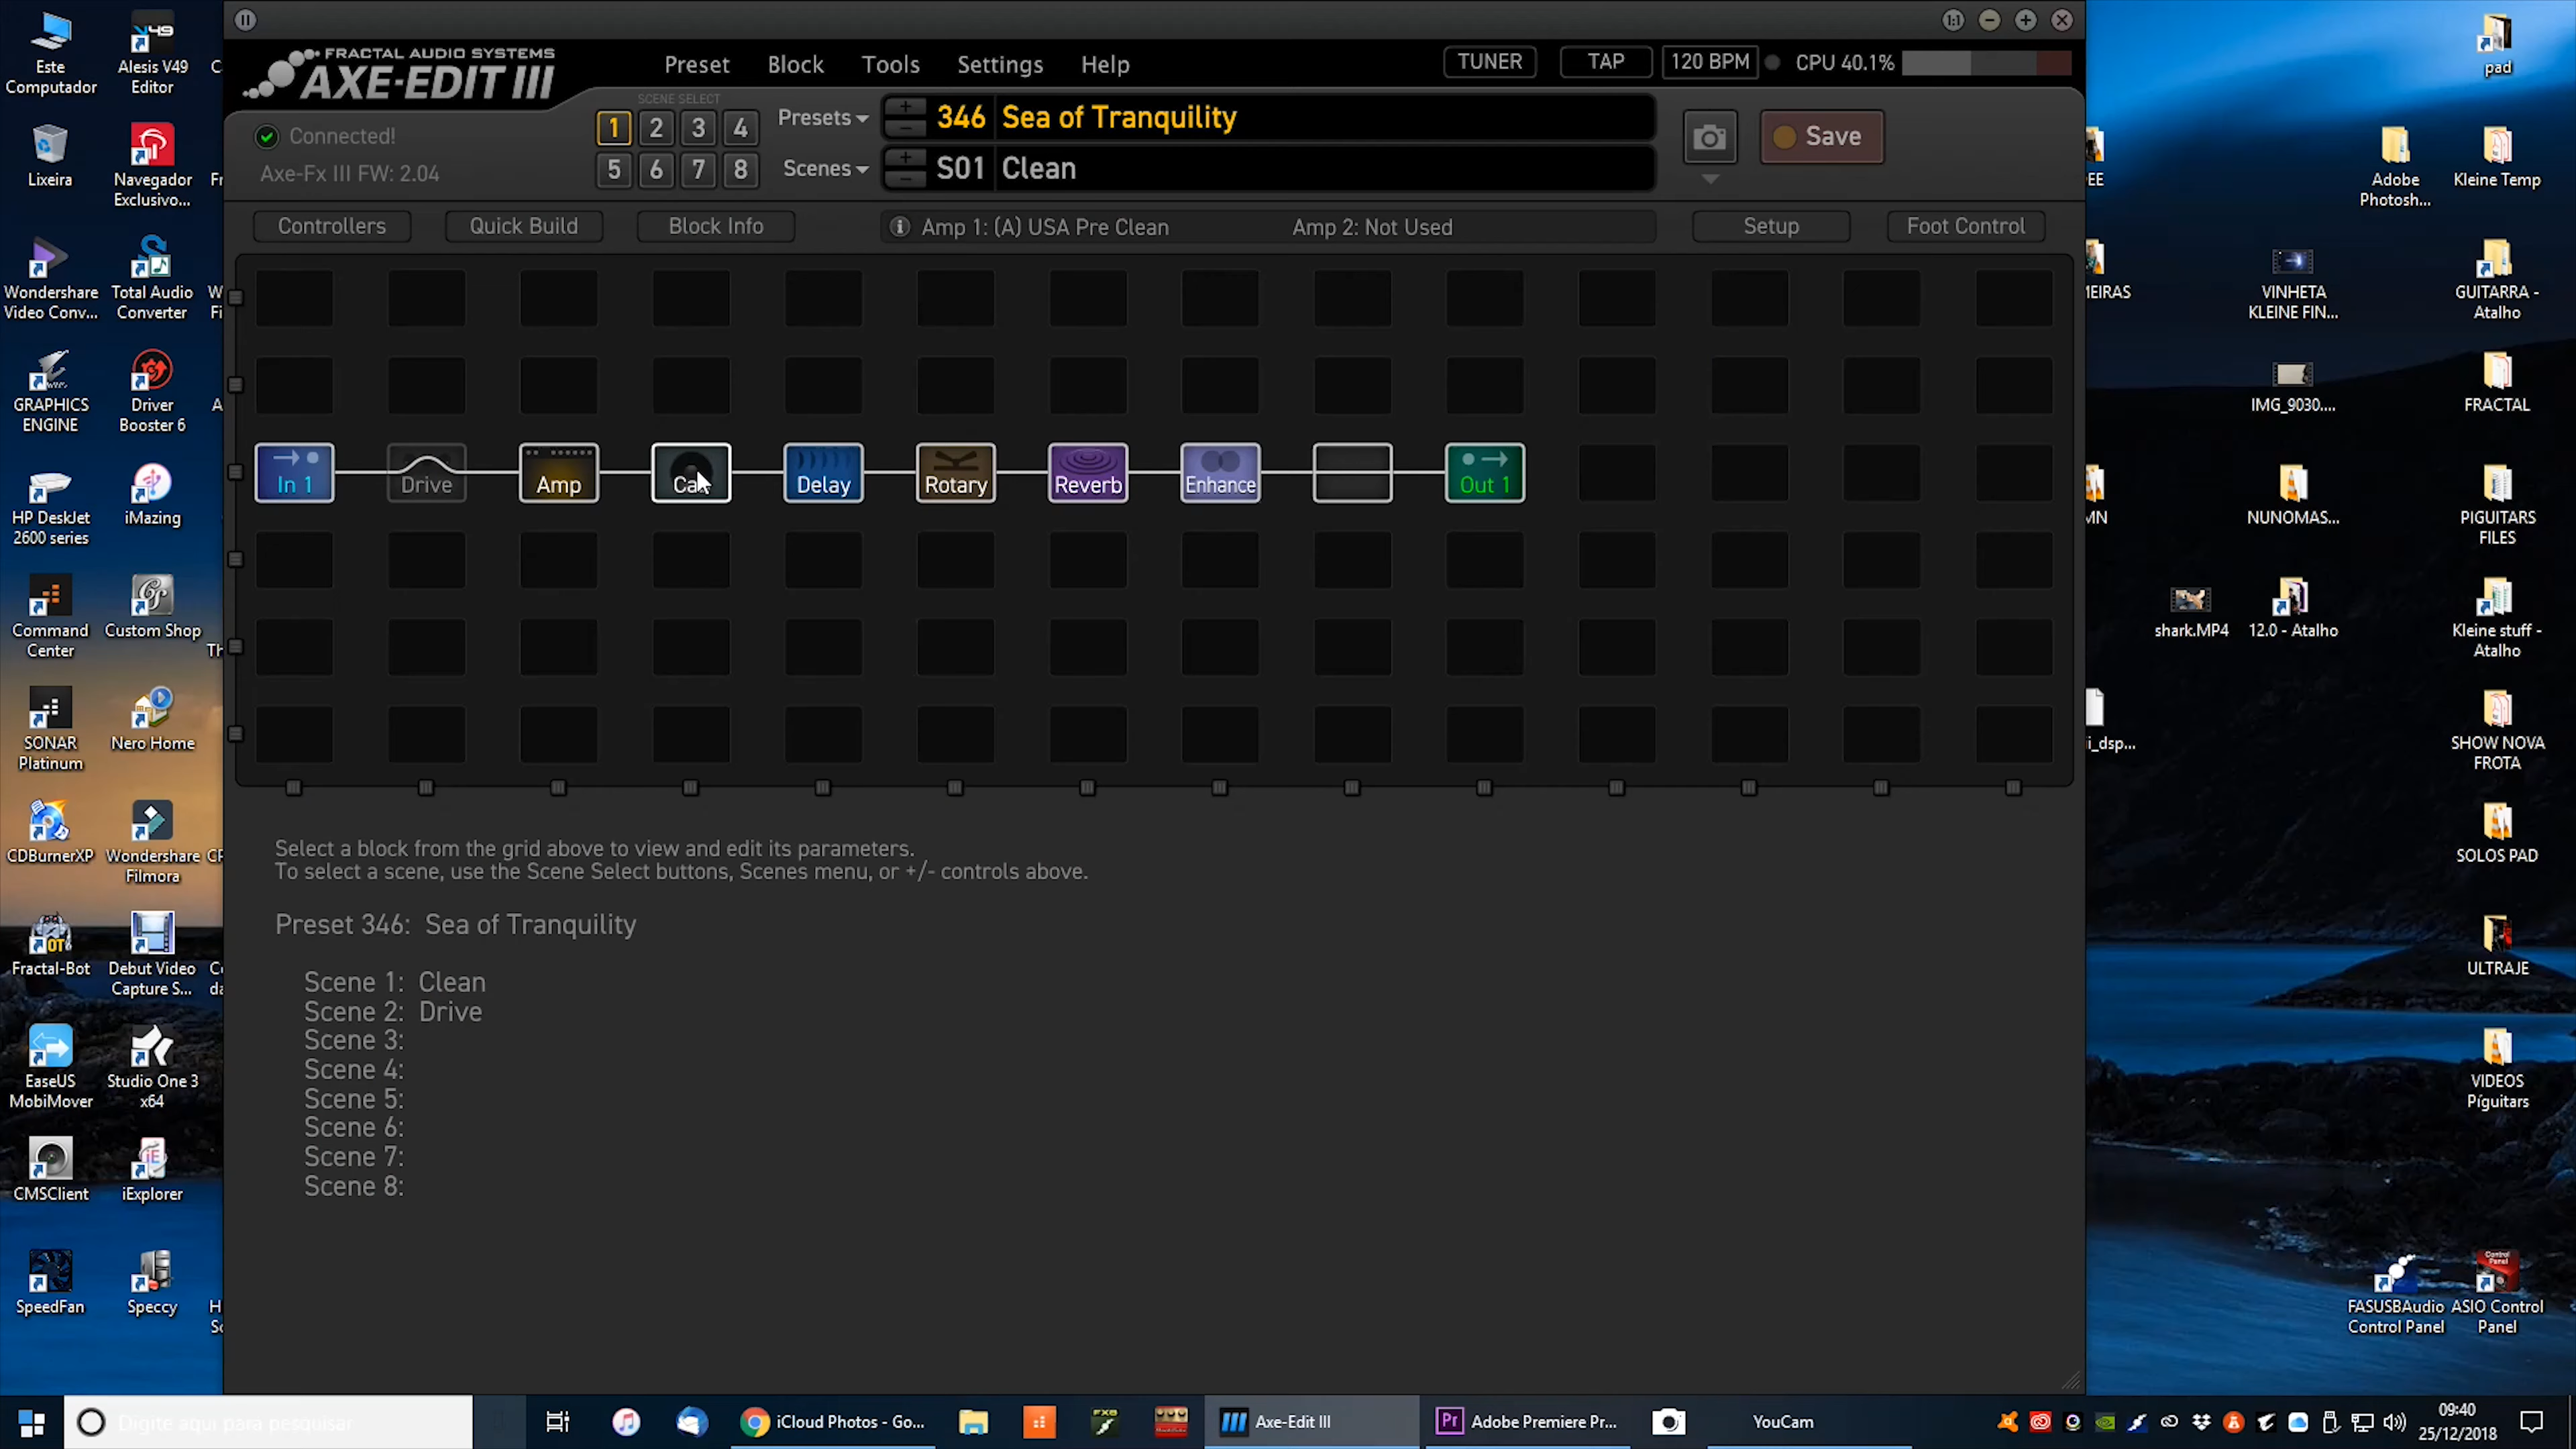 Este
Computador
Alesis V49
Editor
Lixeira
Navegador
Exclusivo...
Wondershare
Video Conv...
Total Audio
Converter
GRAPHICS
ENGINE
Driver
Booster 6
HP DeskJet
2600 series
iMazing
Command
Center
Custom Shop
SONAR
Platinum
Nero Home
CDBurnerXP
Wondershare
Filmora
Fractal-Bot
Debut Video
Capture S...
EaseUS
MobiMover
Studio One 3
x64
CMSClient
iExplorer
SpeedFan
Speccy
1:1
FRACTAL AUDIO SYSTEMS
AXE-EDIT III
Preset
Block
Tools
Settings
Help
TUNER
TAP
120 BPM
CPU 40.1%
Connected!
Axe-Fx III FW: 2.04
SCENE SELECT
1 2 3 4
5 6 7 8
Presets
346 Sea of Tranquility
Scenes
S01 Clean
Save
Controllers
Quick Build
Block Info
Amp 1: (A) USA Pre Clean
Amp 2: Not Used
Setup
Foot Control
In 1
Drive
Amp
Delay
Rotary
Reverb
Enhance
Out 1
Select a block from the grid above to view and edit its parameters.
To select a scene, use the Scene Select buttons, Scenes menu, or +/- controls above.
Preset 346: Sea of Tranquility
Scene 1: Clean
Scene 2: Drive
Scene 3:
Scene 4:
Scene 5:
Scene 6:
Scene 7:
Scene 8:
pad
Adobe
Photosh...
Kleine Temp
VINHETA
KLEINE FIN...
GUITARRA -
Atalho
IMG_9030....
FRACTAL
NUNOMAS...
PIGUITARS
FILES
shark.MP4
12.0 - Atalho
Kleine stuff -
Atalho
SHOW NOVA
FROTA
SOLOS PAD
ULTRAJE
VIDEOS
Piguitars
FASUSBAudio
Control Panel
ASIO Control
Panel
Digite aqui para pesquisar
iCloud Photos - Go...
FX8
Axe-Edit III
Pr
Adobe Premiere Pr...
YouCam
09:40
25/12/2018